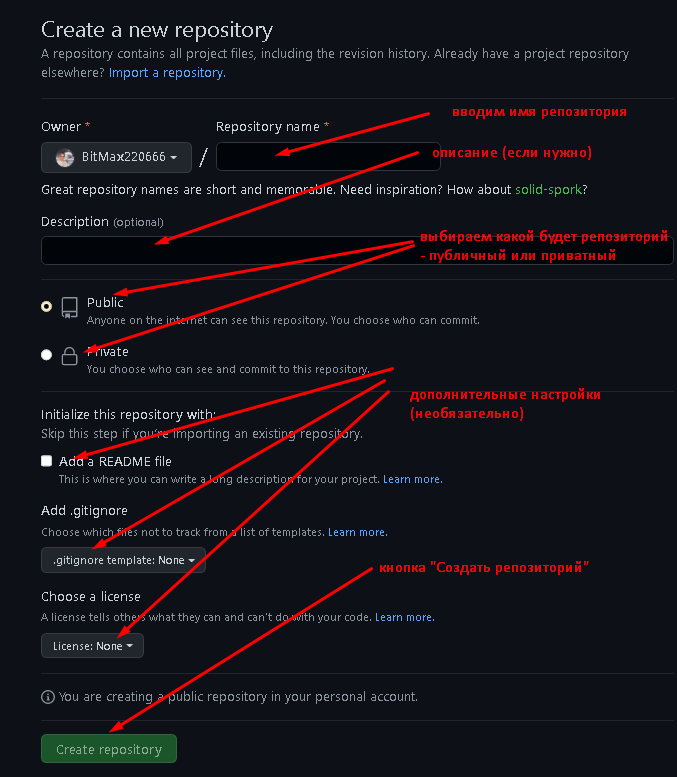 Create a new repository
A repository contains all project files, including the revision history. Already have a project repository
elsewhere? Import a repository.
Owner *
Repository name *
вводим имя репозитория
BitMax220666
/
описание (если нужно)
Great repository names are short and memorable. Need inspiration? How about solid-spork?
Description (optional)
выбираем какой будет репозиторий
- публичный или приватный
Public
Anyone on the internet can see this repository. You choose who can commit.
Private
You choose who can see and commit to this repository.
дополнительные настройки
(необязательно)
Initialize this repository with:
Skip this step if you're importing an existing repository.
Add a README file
This is where you can write a long description for your project. Learn more.
Add .gitignore
Choose which files not to track from a list of templates. Learn more.
.gitignore template: None
кнопка "Создать репозиторий"
Choose a license
A license tells others what they can and can't do with your code. Learn more.
License: None
You are creating a public repository in your personal account.
Create repository